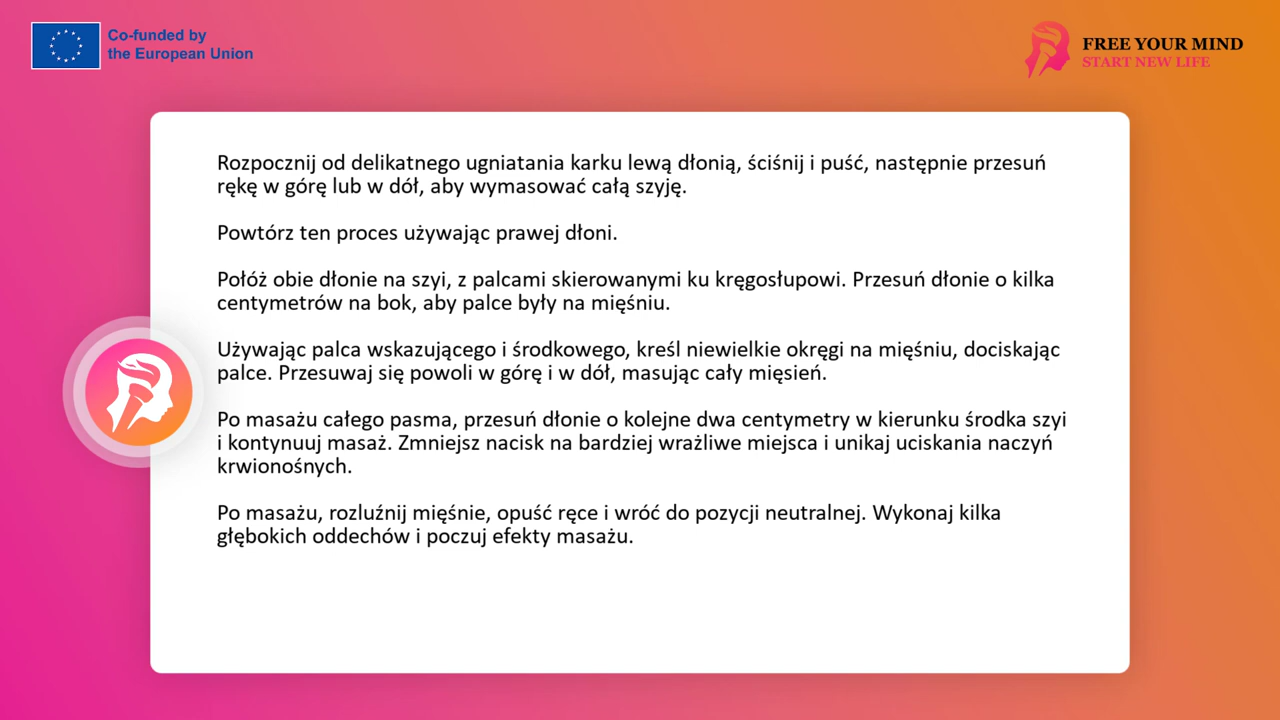 Co-funded by
the European Union
FREE YOUR MIND
START NEW LIFE
Rozpocznij od delikatnego ugniatania karku lewą dłonią, ściśnij i puść, następnie przesuń
rękę w górę lub w dół, aby wymasować całą szyję.
Powtórz ten proces używając prawej dłoni.
Połóż obie dłonie na szyi, z palcami skierowanymi ku kręgosłupowi. Przesuń dłonie o kilka
centymetrów na bok, aby palce były na mięśniu.
Używając palca wskazującego i środkowego, kreśl niewielkie okręgi na mięśniu, dociskając
palce. Przesuwaj się powoli w górę i w dół, masując cały mięsień.
Po masażu całego pasma, przesuń dłonie o kolejne dwa centymetry w kierunku środka szyi
i kontynuuj masaż. Zmniejsz nacisk na bardziej wrażliwe miejsca i unikaj uciskania naczyń
krwionośnych.
Po masażu, rozluźnij mięśnie, opuść ręce i wróć do pozycji neutralnej. Wykonaj kilka
głębokich oddechów i poczuj efekty masażu.